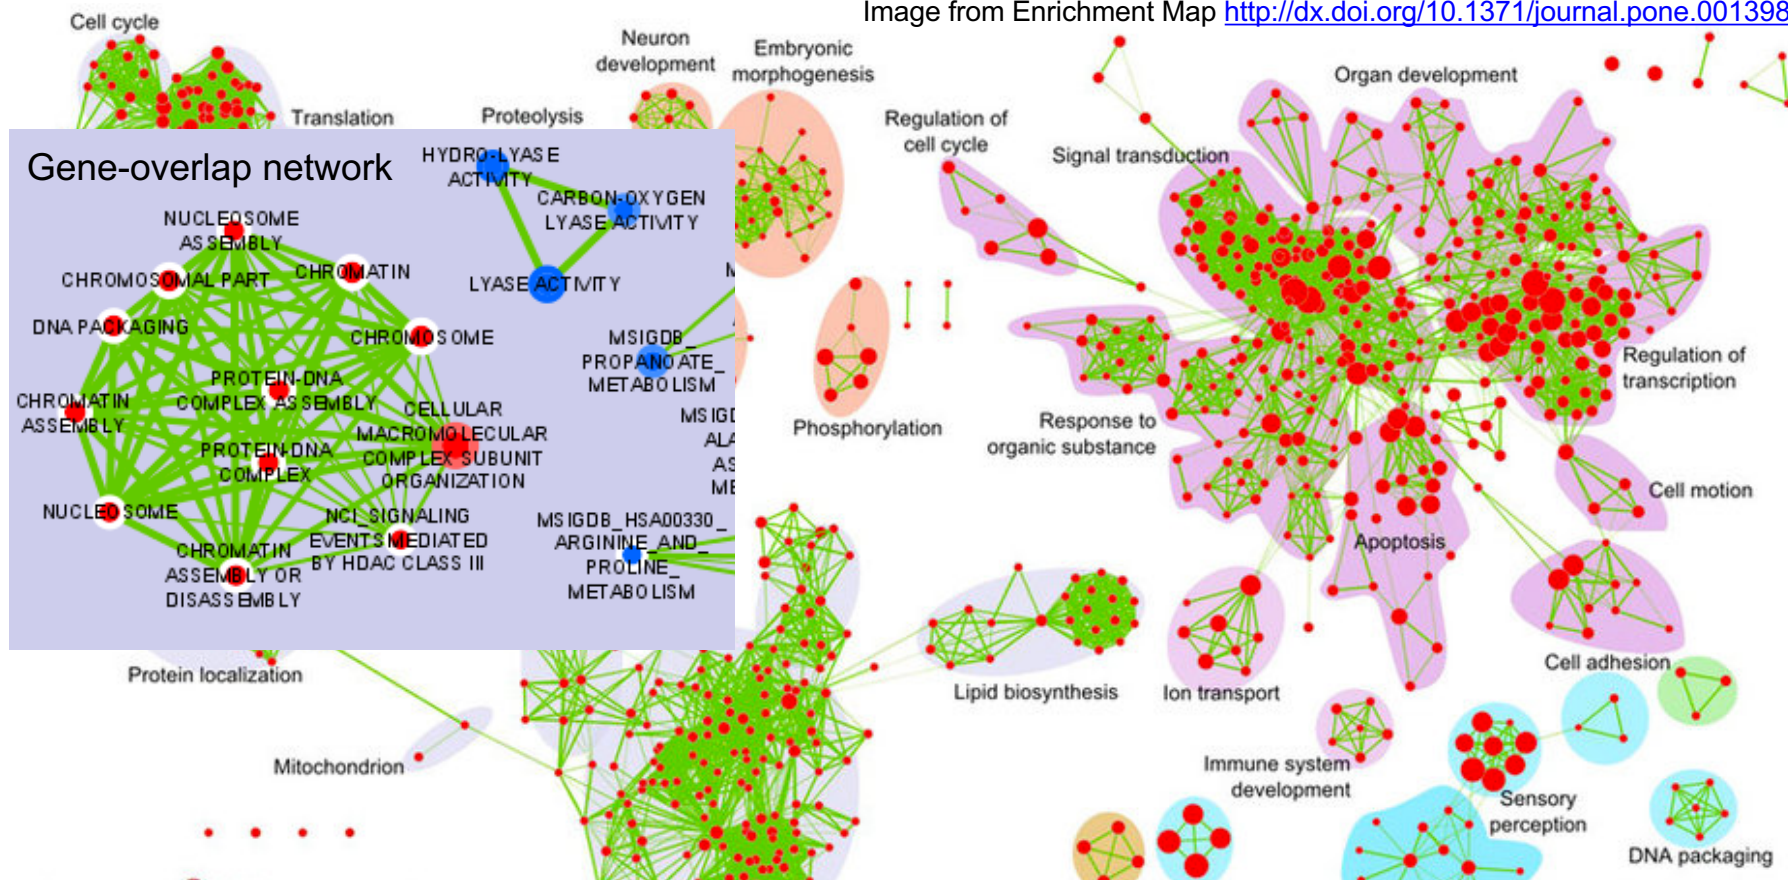 Image from Enrichment Map http://dx.doi.org/10.1371/journal.pone.001398
Cell cycle
Translation
Proteolysis
Neuron
development
Embryonic
morphogenesis
Regulation of
cell cycle
Signal transduction
Organ development
Gene-overlap network
HYDRO-LYASE
ACTIVITY
CARBON-OXYGEN
LYASE ACTIVITY
LYASE ACTIVITY
NUCLEOSOME
ASSEMBLY
CHROMOSOMAL PART
CHROMATIN
DNA PACKAGING
CHROMOSOME
PROTEIN-DNA
COMPLEX ASSEMBLY
CHROMATIN
ASSEMBLY
CELLULAR
MACROMOLECULAR
COMPLEX SUBUNIT
ORGANIZATION
PROTEIN-DNA
COMPLEX
NUCLEOSOME
NCI_SIGNALING
EVENTS MEDIATED
BY HDAC CLASS III
CHROMATIN
ASSEMBLY OR
DISASSEMBLY
MSIGDB_
PROPANOATE_
METABOLISM
MSIGD
ALA
AS
ME
MSIGDB_HSA00330_
ARGININE_AND_
PROLINE_
METABOLISM
Phosphorylation
Response to
organic substance
Regulation of
transcription
Cell motion
Apoptosis
Cell adhesion
Protein localization
Mitochondrion
Lipid biosynthesis
Ion transport
Immune system
development
Sensory
perception
DNA packaging